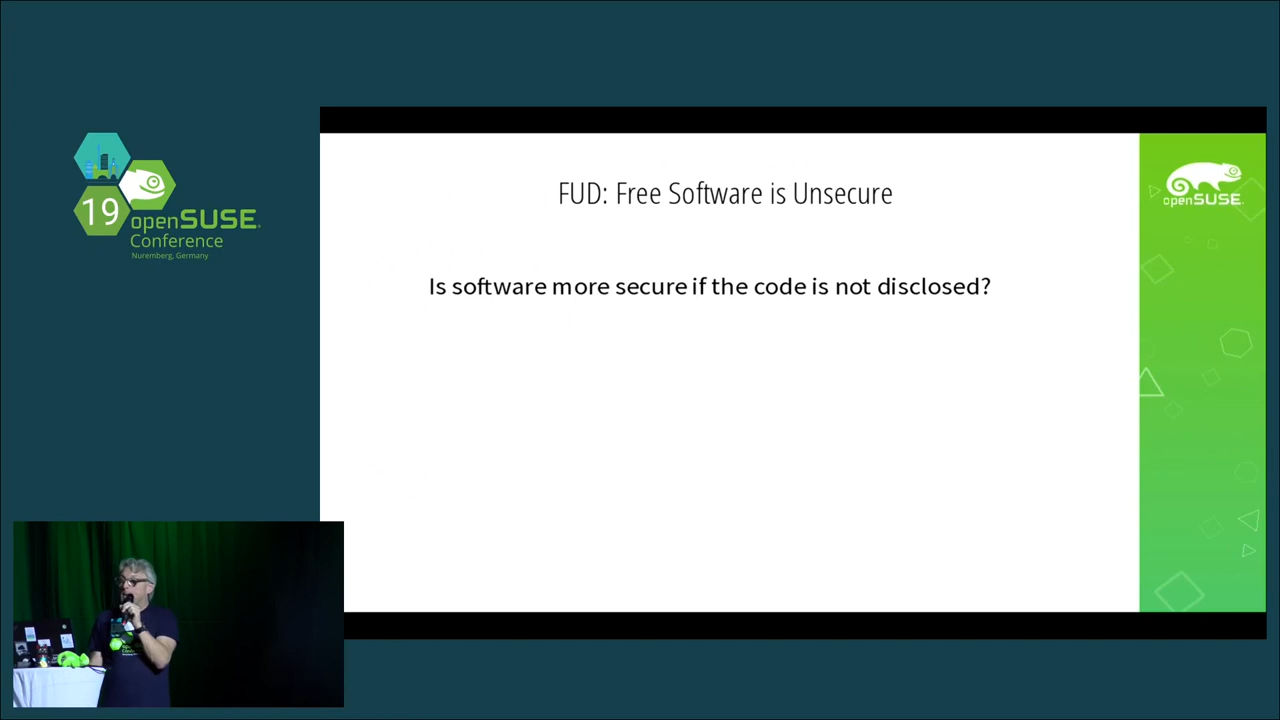 19
openSUSE
Conference
Nuremberg, Germany
FUD: Free Software is Unsecure
Is software more secure if the code is not disclosed?
openSUSE